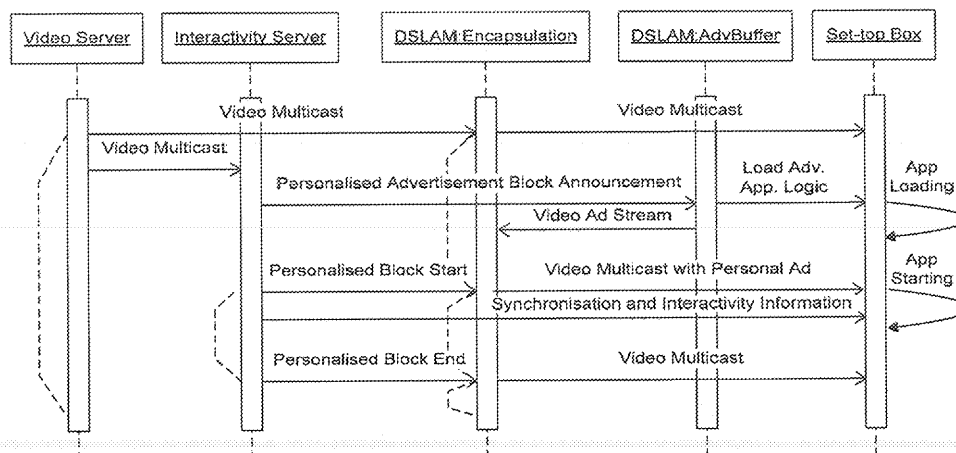 Video Server
Interactivity Server
DSLAM:Encapsulation
DSLAM:AdvBuffer
Set-top Box
Video Multicast
Video Multicast
Video Multicast
Personalised Advertisement Block Announcement
Load Adv.
App. Logic
App
Loading
Video Ad Stream
Personalised Block Start
Video Multicast with Personal Ad
App
Starting
Synchronisation and Interactivity Information
Personalised Block End
Video Multicast